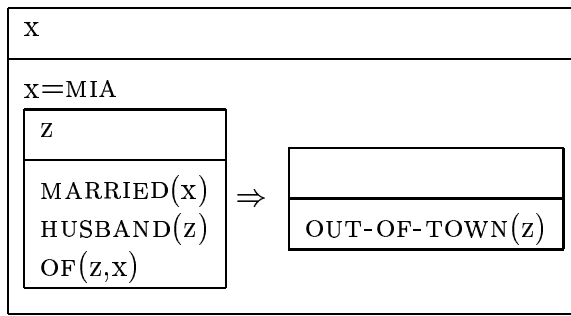 x
x=MIA
z
MARRIED(x)
HUSBAND(z)
OF(z,x)
⇒
OUT-OF-TOWN(z)